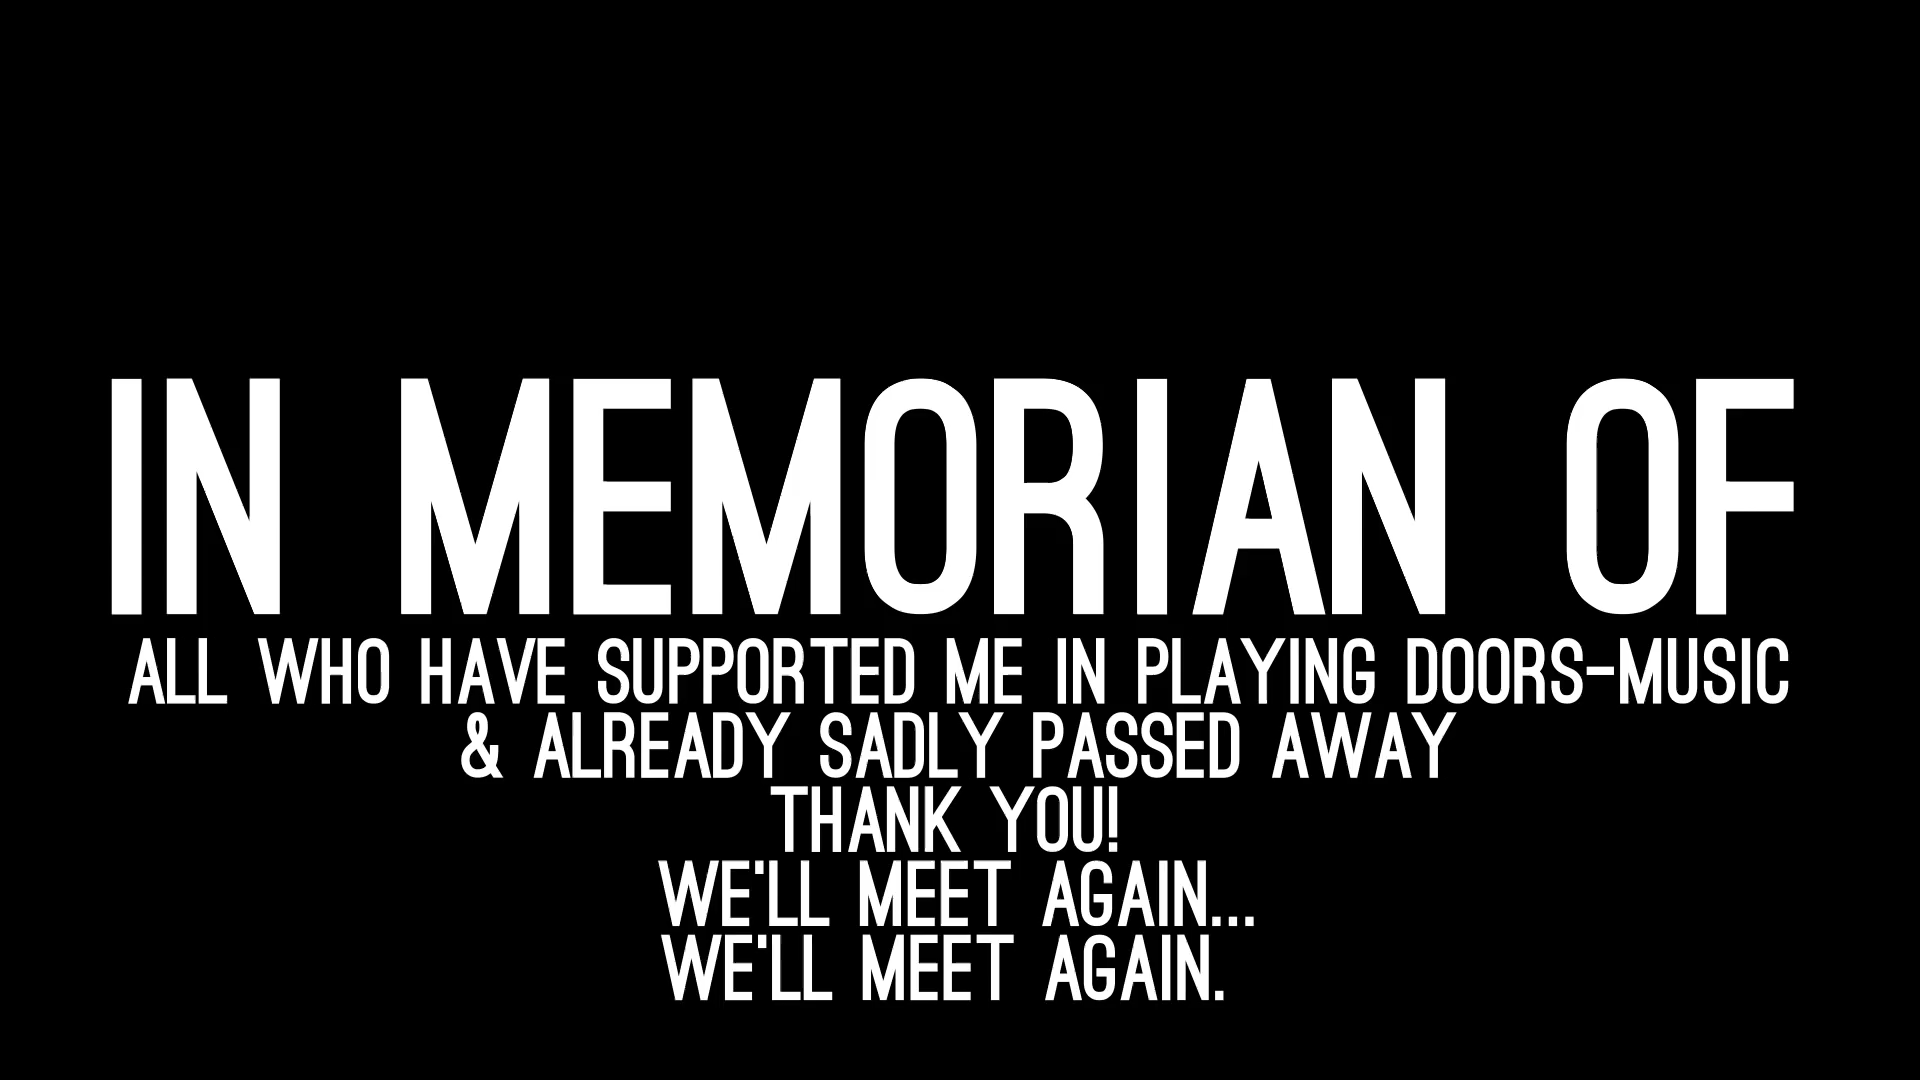 IN MEMORIAN OF
ALL WHO HAVE SUPPORTED ME IN PLAYING DOORS-MUSIC
& ALREADY SADLY PASSED AWAY
THANK YOU!
WE'LL MEET AGAIN...
WE'LL MEET AGAIN.